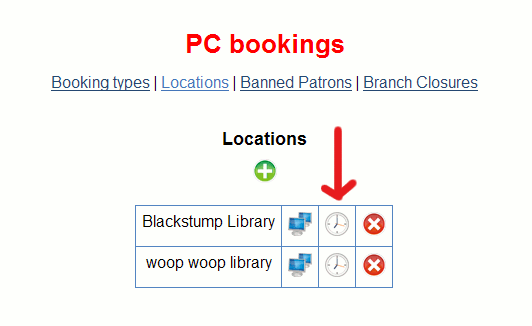 PC bookings
Booking types | Locations | Banned Patrons | Branch Closures
Locations
Blackstump Library
woop woop library